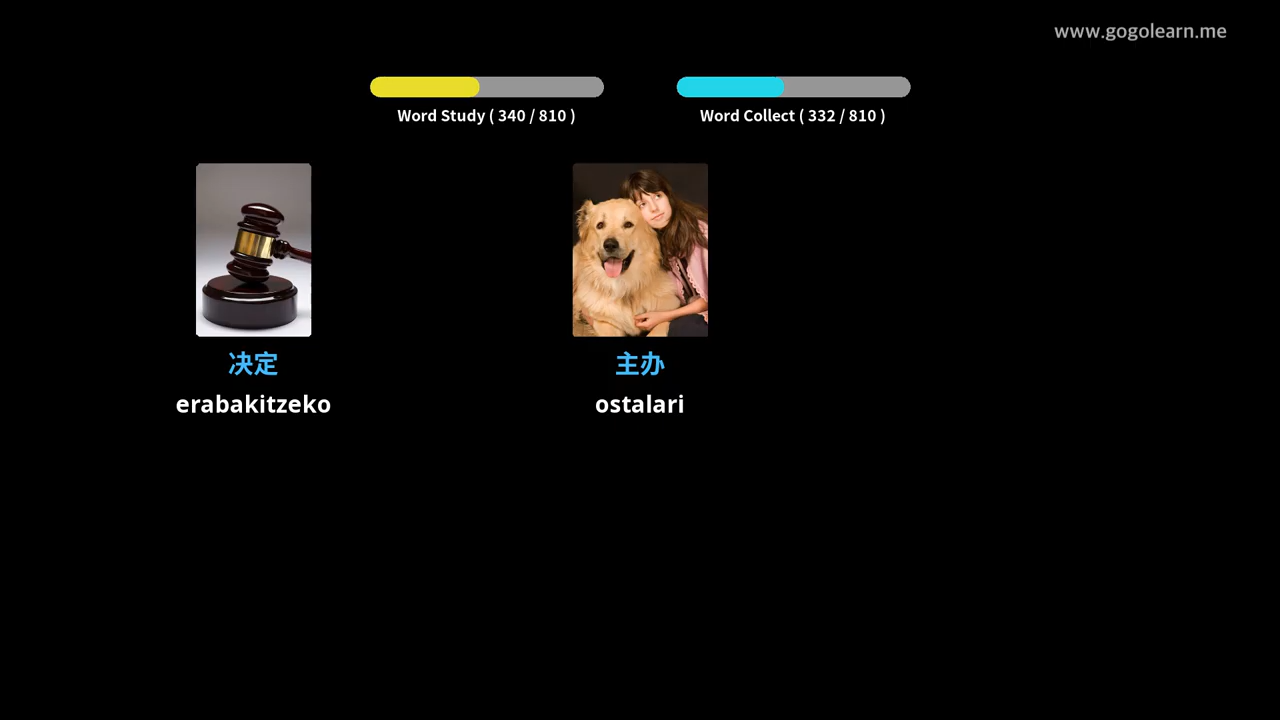 www.gogolearn.me
Word Study ( 340 / 810 )
Word Collect ( 332 / 810 )
决定
主办
erabakitzeko
ostalari